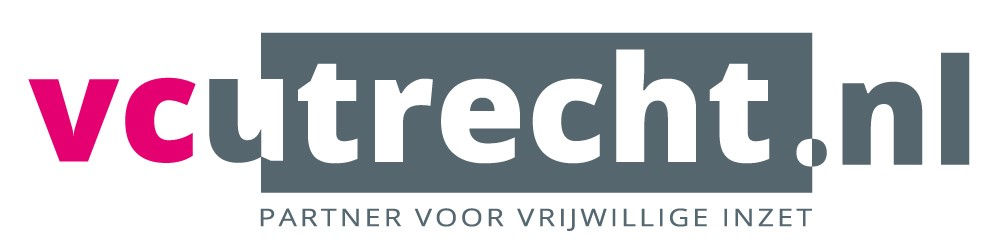 vcutrecht.nl
PARTNER VOOR VRIJWILLIGE INZET